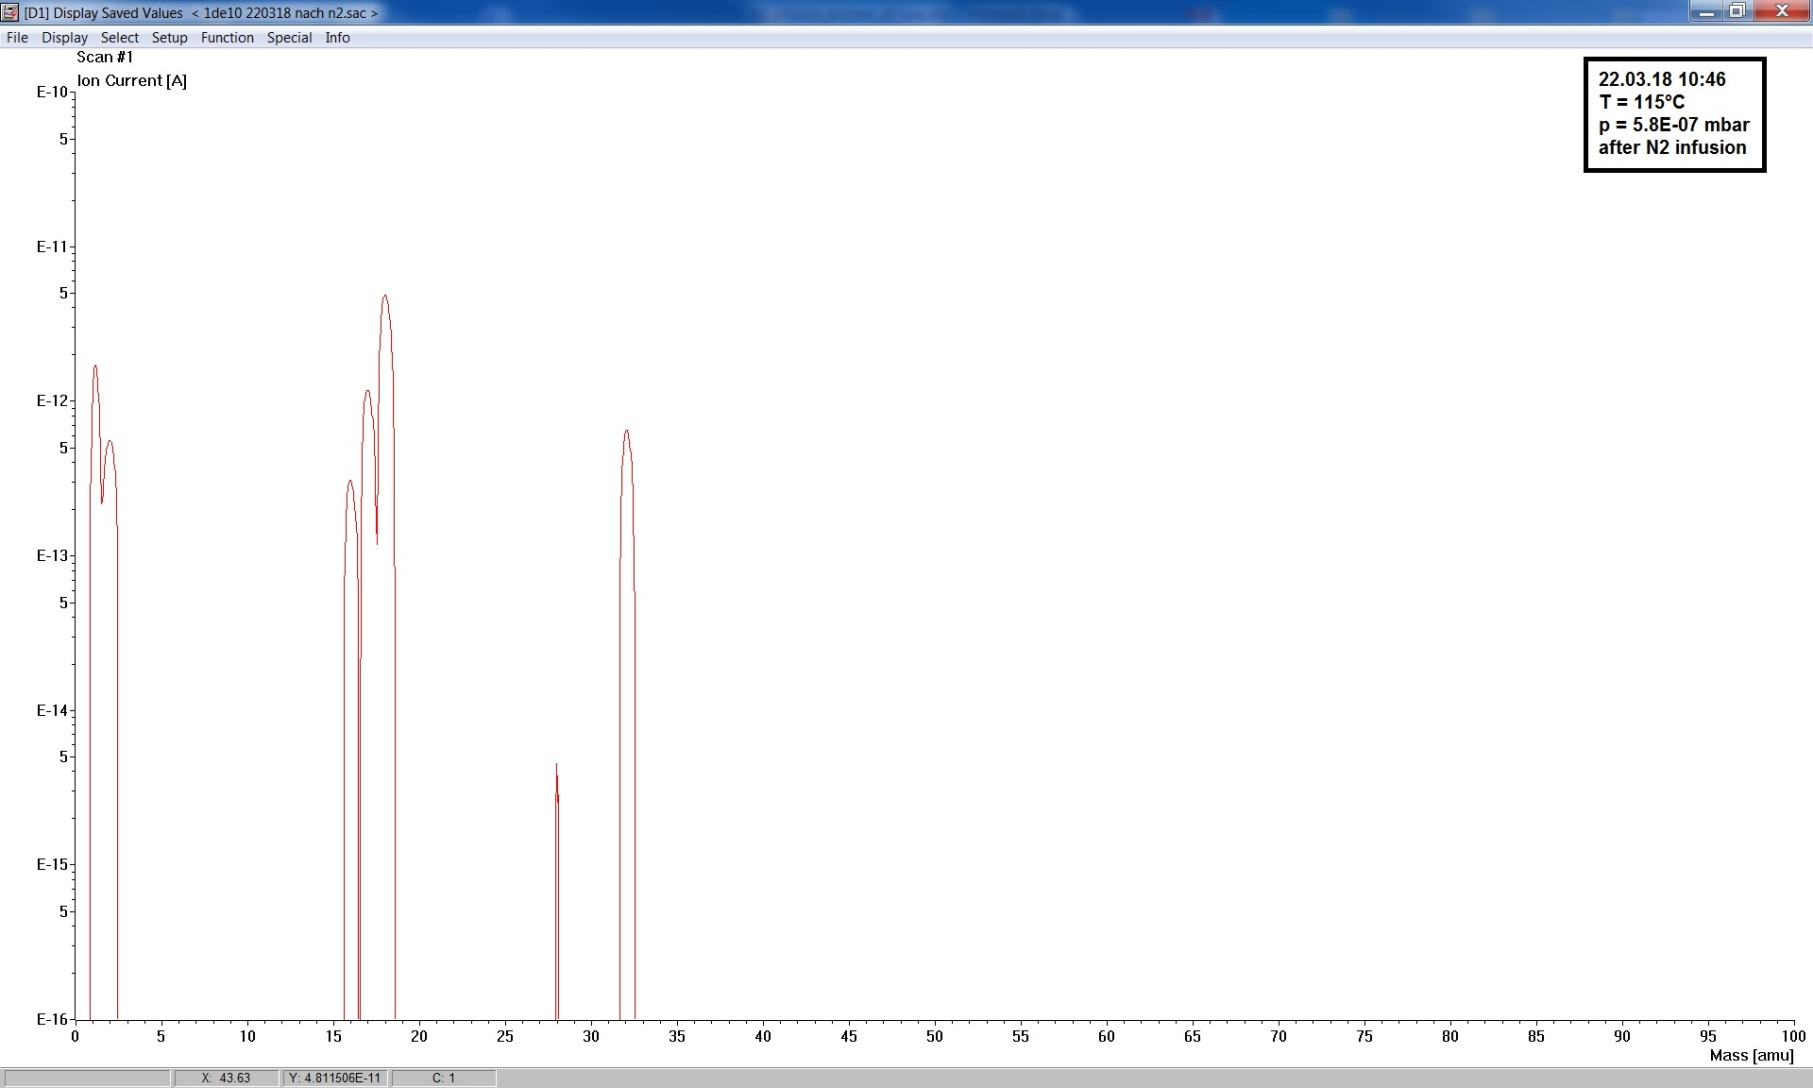 [D1] Display Saved Values < 1de10 220318 nach n2.sac >
File Display Select Setup Function Special Info
Scan #1
Ion Current [A]
22.03.18 10:46
T = 115°C
p = 5.8E-07 mbar
after N2 infusion
E-10
5
E-11
5
E-12
5
E-13
5
E-14
5
E-15
5
E-16
0 5 10 15 20 25 30 35 40 45 50 55 60 65 70 75 80 85 90 95 100
Mass [amu]
X: 43.63 Y: 4.811506E-11 C: 1